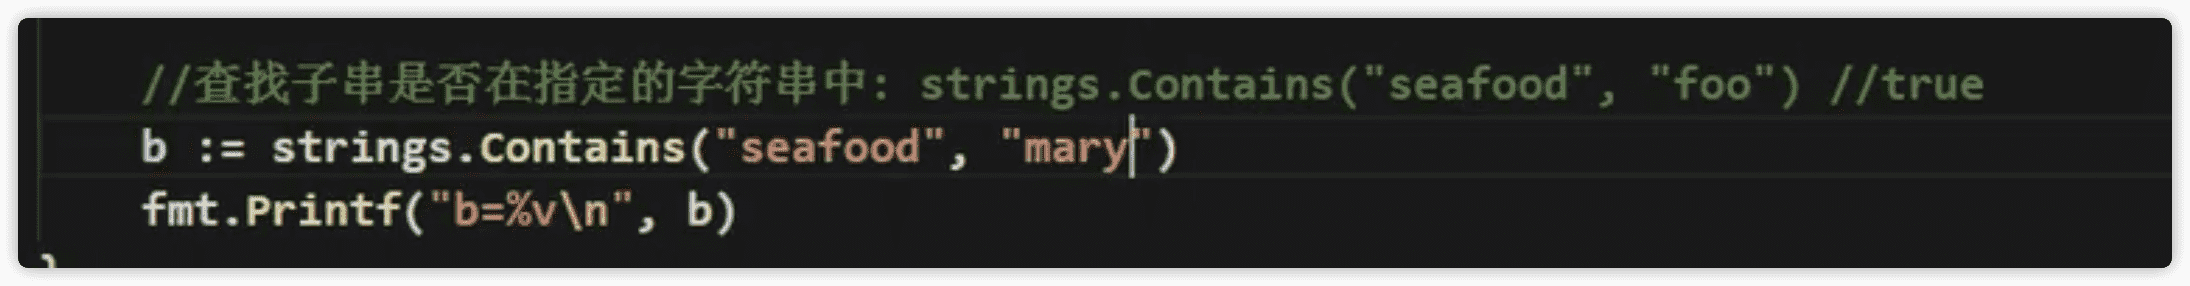 //查找子串是否在指定的字符串中: strings.Contains("seafood", "foo") //true
b := strings.Contains("seafood", "mary")
fmt.Printf("b=%v\n", b)
}